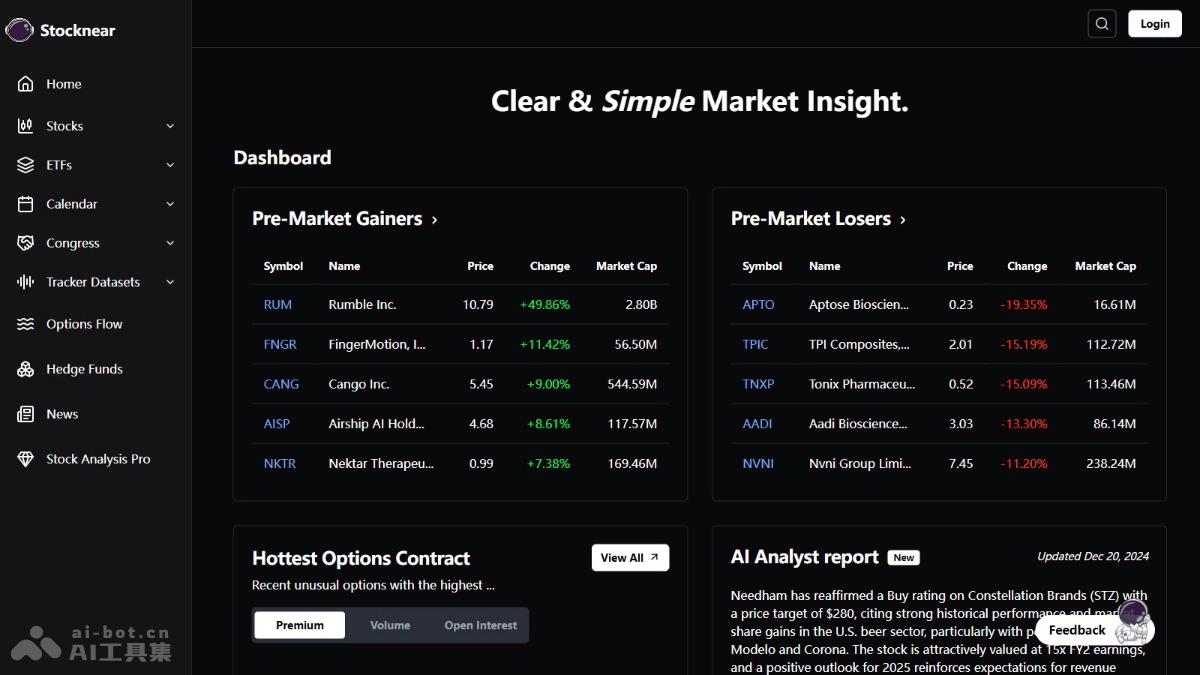 Stocknear
Login
Home
Stocks
ETFs
Calendar
Congress
Tracker Datasets
Options Flow
Hedge Funds
News
Stock Analysis Pro
Clear & Simple Market Insight.
Dashboard
Pre-Market Gainers
Symbol Name Price Change Market Cap
RUM Rumble Inc. 10.79 +49.86% 2.80B
FNGR FingerMotion, I... 1.17 +11.42% 56.50M
CANG Cango Inc. 5.45 +9.00% 544.59M
AISP Airship AI Hold... 4.68 +8.61% 117.57M
NKTR Nektar Therapeu... 0.99 +7.38% 169.46M
Pre-Market Losers
Symbol Name Price Change Market Cap
APTO Aptose Bioscien... 0.23 -19.35% 16.61M
TPIC TPI Composites,... 2.01 -15.19% 112.72M
TNXP Tonix Pharmaceu... 0.52 -15.09% 113.46M
AADI Aadi Bioscience... 3.03 -13.30% 86.14M
NVNI Nvni Group Limi... 7.45 -11.20% 238.24M
Hottest Options Contract
View All
Recent unusual options with the highest ...
Premium Volume Open Interest
AI Analyst report New
Updated Dec 20, 2024
Needham has reaffirmed a Buy rating on Constellation Brands (STZ) with
a price target of $280, citing strong historical performance and
share gains in the U.S. beer sector, particularly with
Modelo and Corona. The stock is attractively valued at 15x FY2 earnings,
and a positive outlook for 2025 reinforces expectations for revenue
Feedback
ai-bot.cn
AI工具集